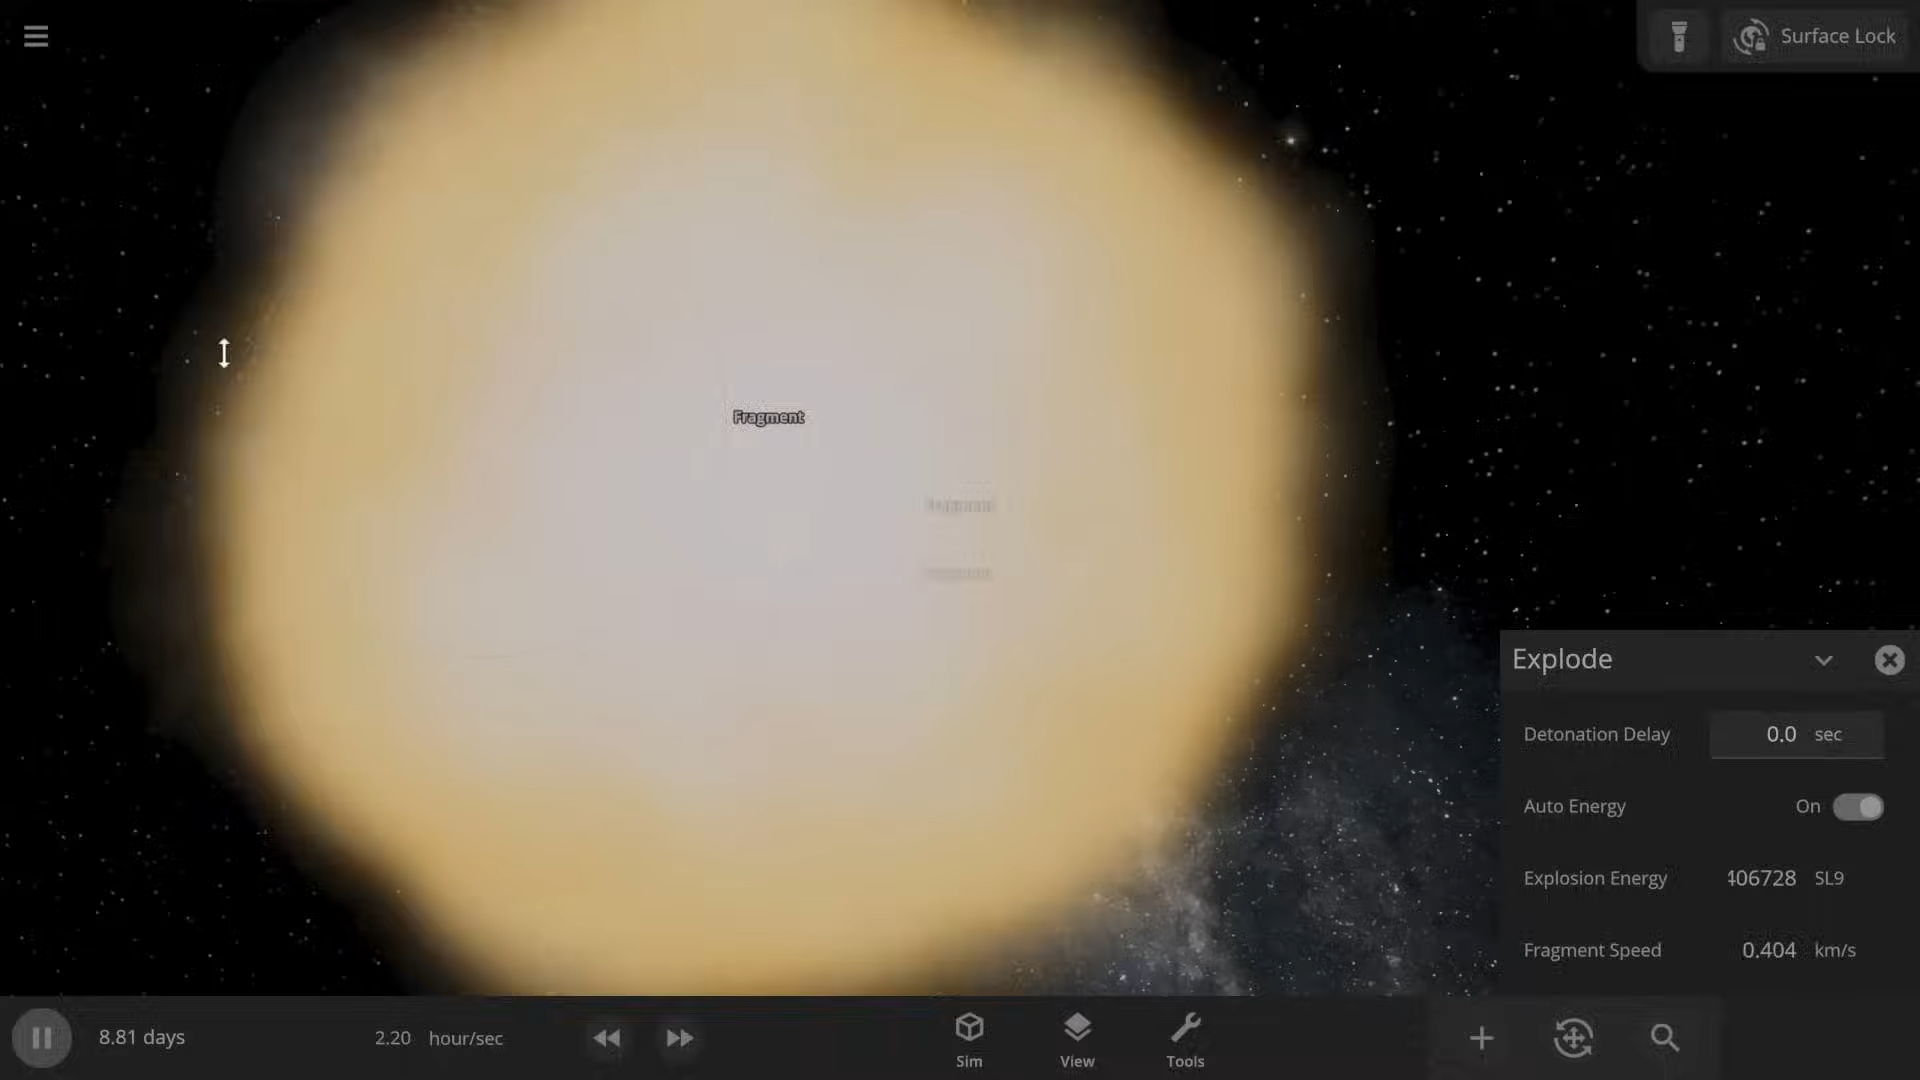 Surface Lock
Fragment
Explode
Detonation Delay 0.0 sec
Auto Energy On
Explosion Energy 406728 SL9
Fragment Speed 0.404 km/s
8.81 days
2.20 hour/sec
Sim
View
Tools